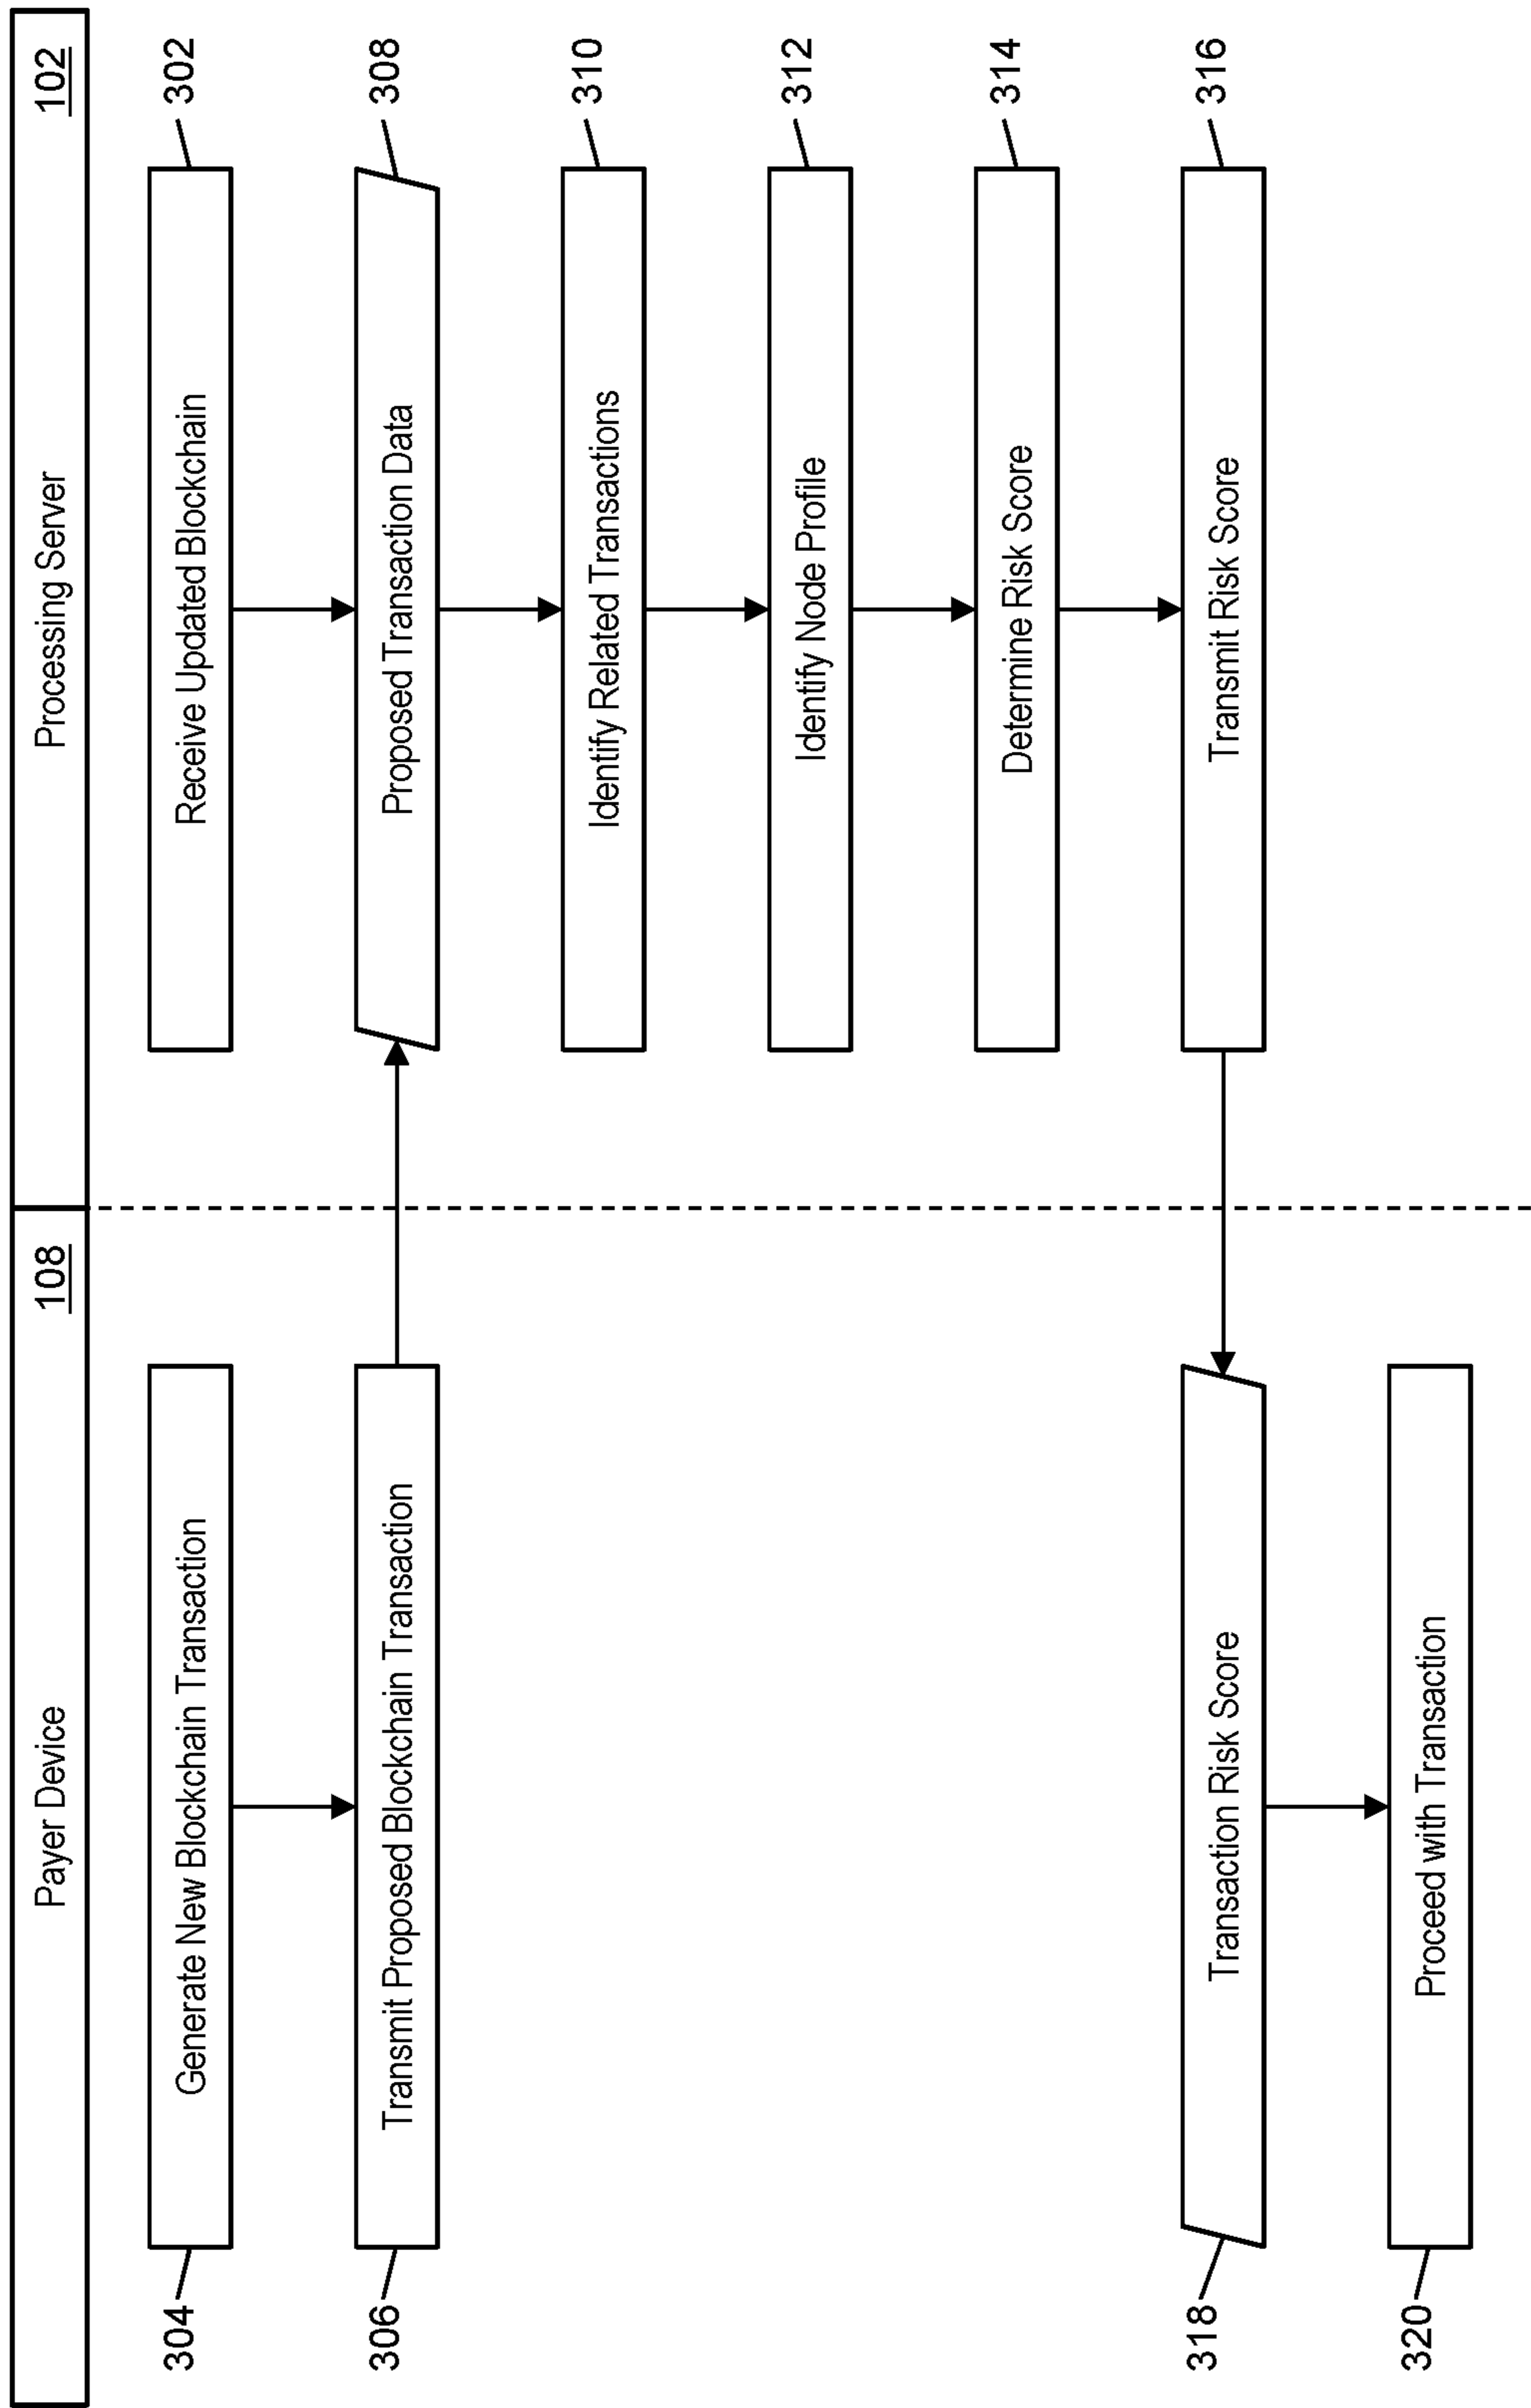 Payer Device
108
Processing Server
102
304
Generate New Blockchain Transaction
Receive Updated Blockchain
302
306
Transmit Proposed Blockchain Transaction
Proposed Transaction Data
308
Identify Related Transactions
310
Identify Node Profile
312
Determine Risk Score
314
318
Transaction Risk Score
Transmit Risk Score
316
320
Proceed with Transaction